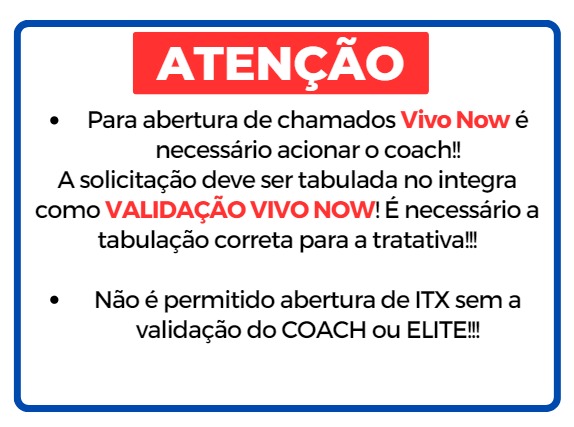 ATENÇÃO
• Para abertura de chamados Vivo Now é
necessário acionar o coach!!
A solicitação deve ser tabulada no integra
como VALIDAÇÃO VIVO NOW! É necessário a
tabulação correta para a tratativa!!!
• Não é permitido abertura de ITX sem a
validação do COACH ou ELITE!!!